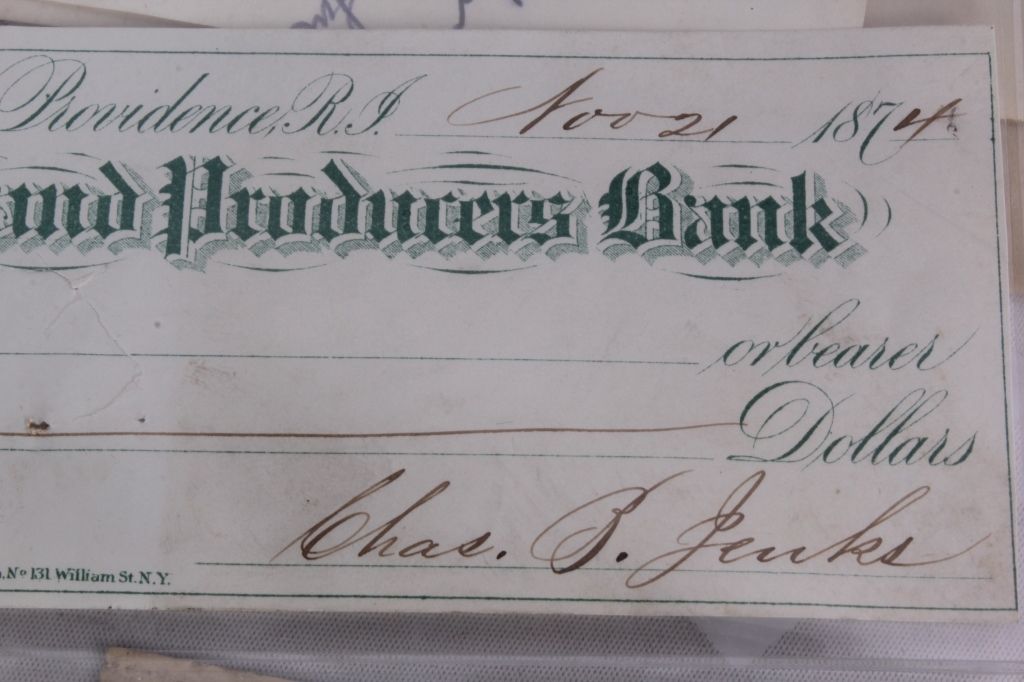 Providence, R.I. Nov 21 1874
and Producers Bank
or bearer
Dollars
Chas. B. Jenks
No 131 William St. N.Y.